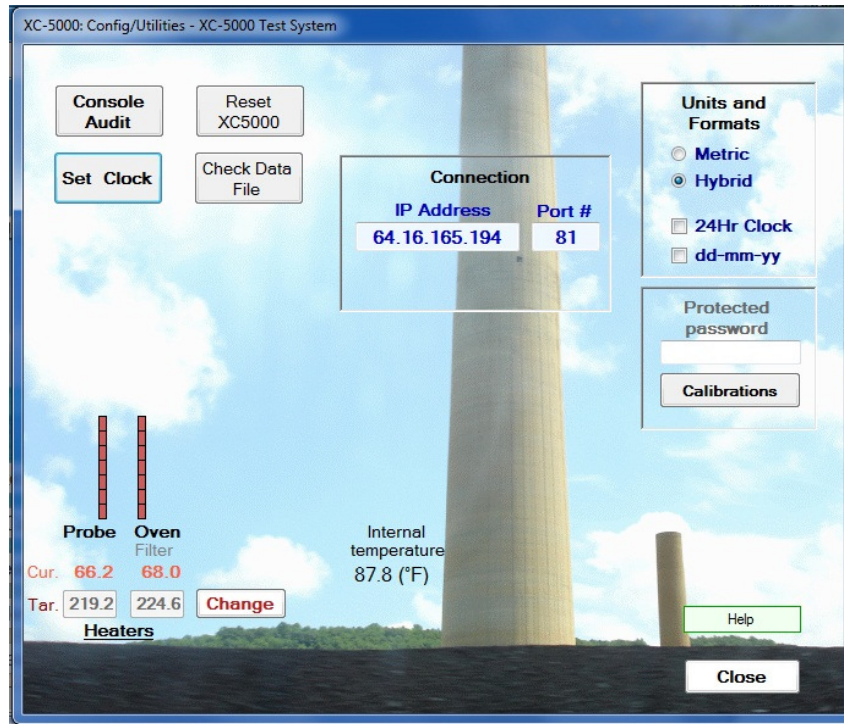 XC-5000: Config/Utilities - XC-5000 Test System
Console
Audit
Reset
XC5000
Set Clock
Check Data
File
Connection
IP Address
Port #
64.16.165.194
81
Units and
Formats
Metric
Hybrid
24Hr Clock
dd-mm-yy
Protected
password
Calibrations
Probe
Oven
Filter
Cur. 66.2 68.0
Tar. 219.2 224.6 Change
Heaters
Internal
temperature
87.8 (°F)
Help
Close